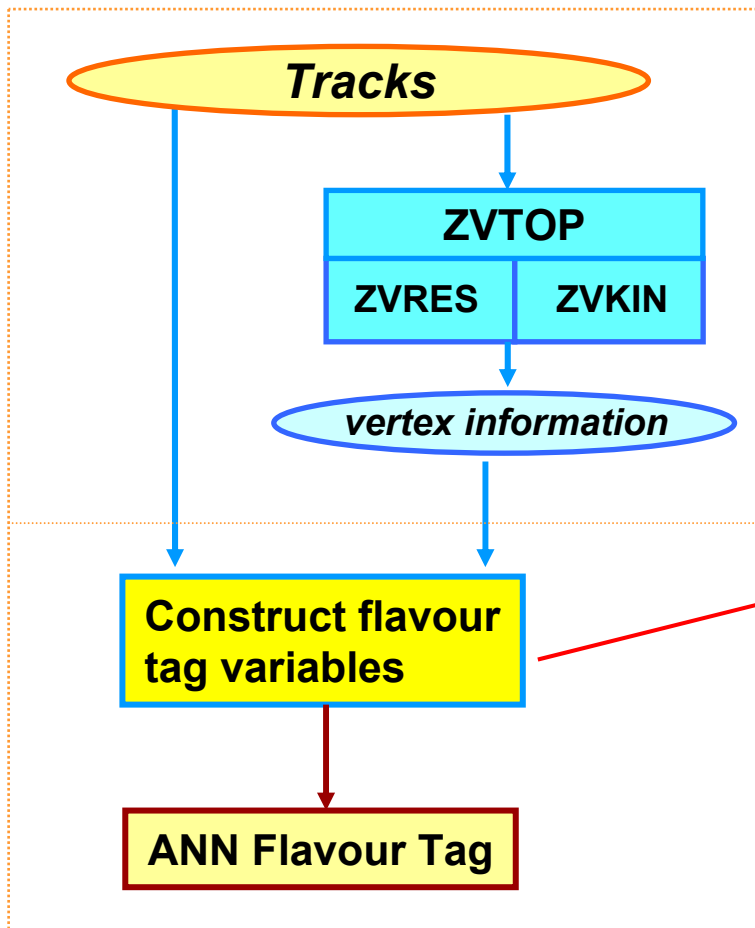 Tracks
ZVTOP
ZVRES
ZVKIN
vertex information
Construct flavour
tag variables
ANN Flavour Tag